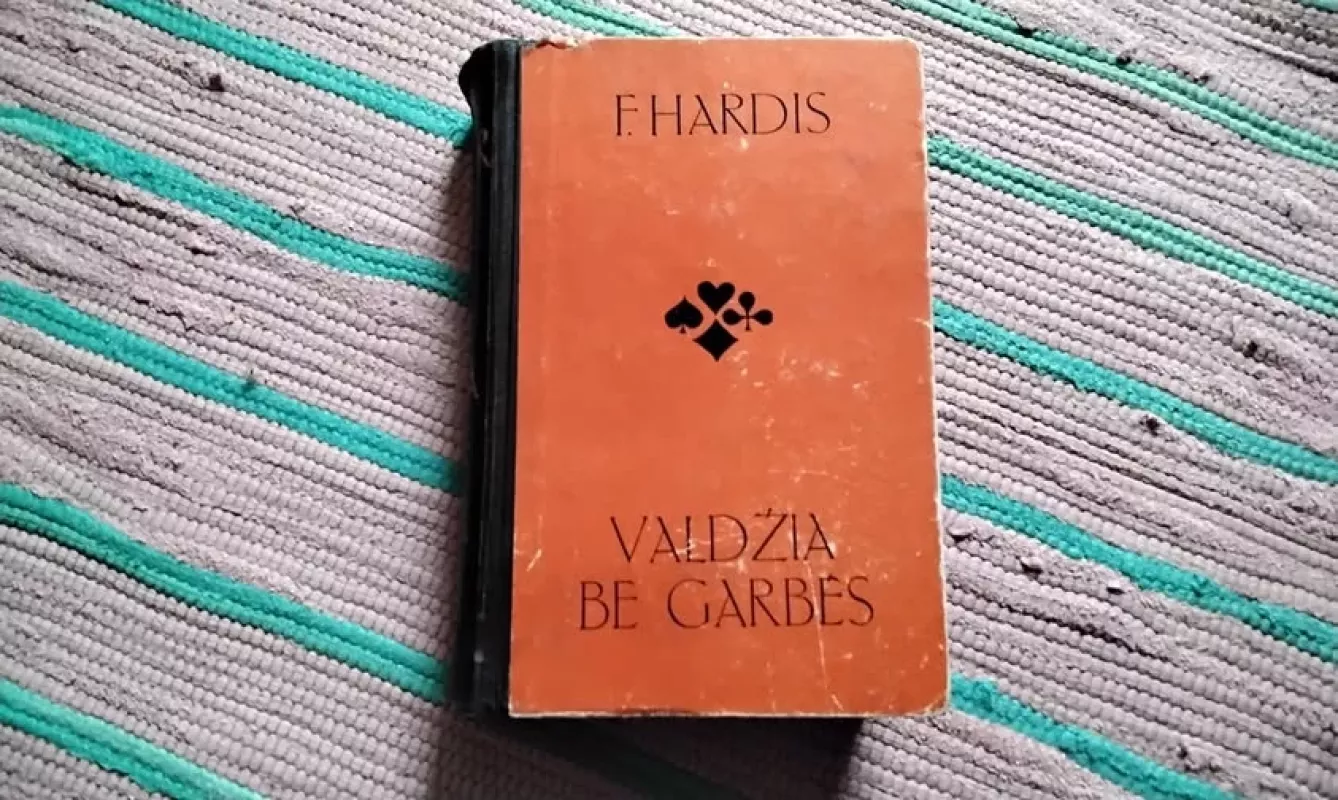 F. HARDIS
VALDŽIA
BE GARBĖS